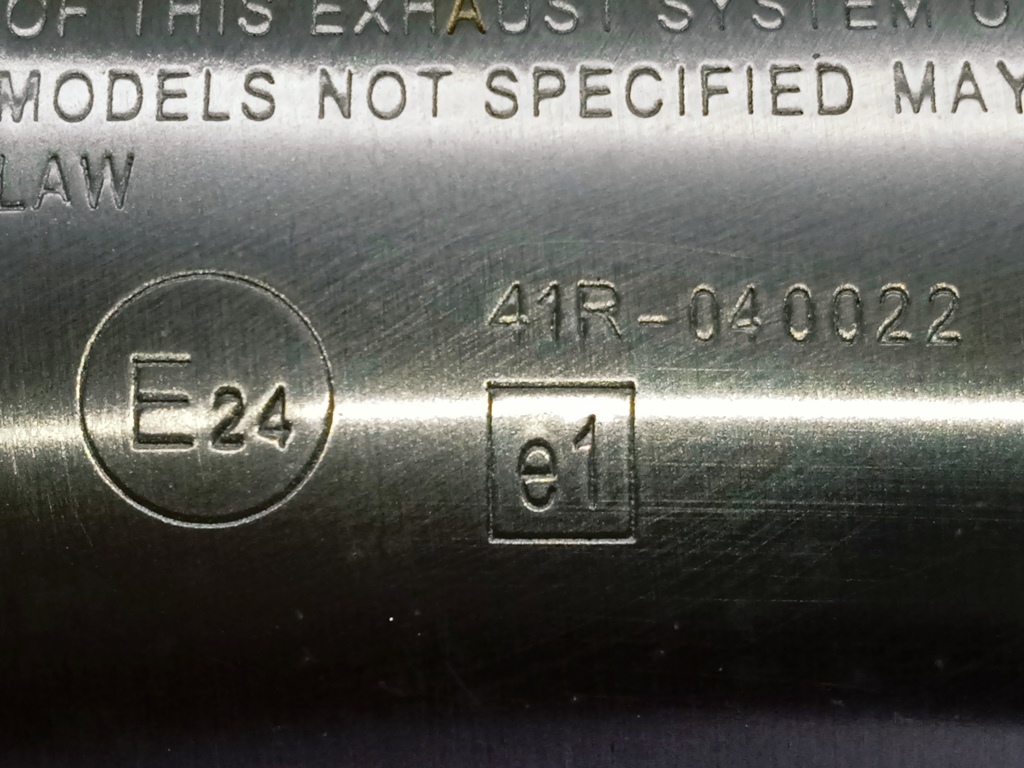 OF THIS EXHAUST SYSTEM
MODELS NOT SPECIFIED MAY
LAW
41R-040022
E24
e1